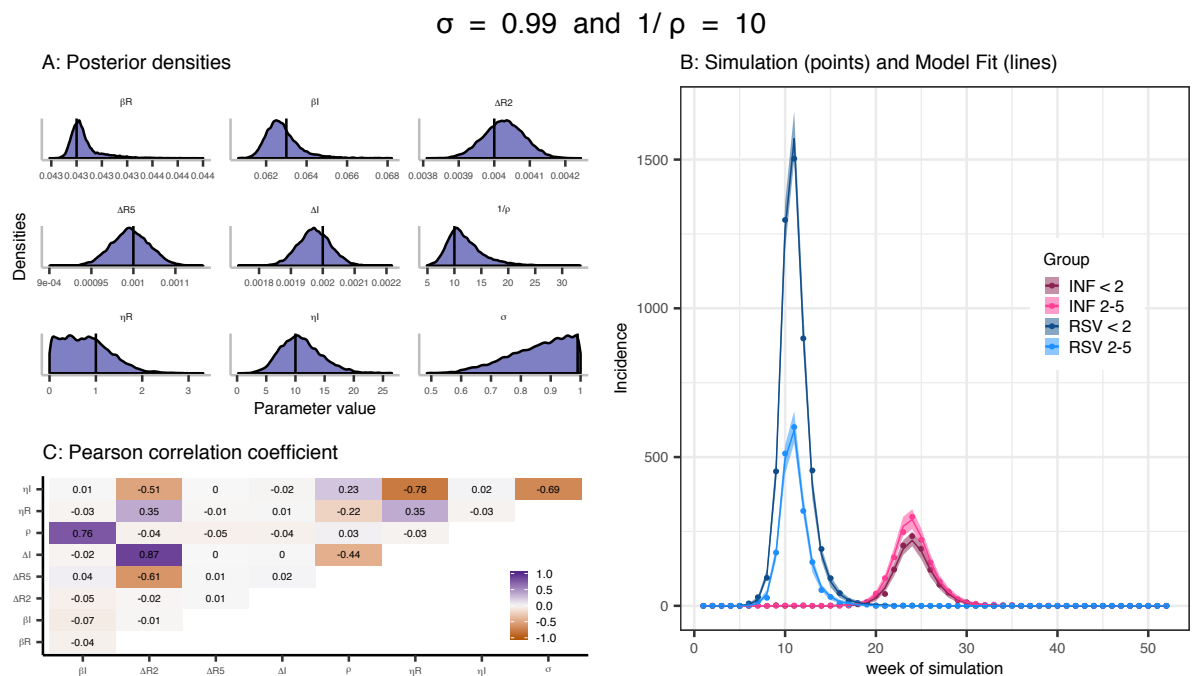 σ = 0.99 and 1/ρ = 10
A: Posterior densities
βR
βI
ΔR2
0.043 0.043 0.043 0.043 0.044 0.044 0.044
0.062 0.064 0.066 0.068
0.0038 0.0039 0.004 0.0041 0.0042
ΔR5
ΔI
1/ρ
9e-04 0.00095 0.001 0.0011
0.0018 0.0019 0.002 0.0021 0.0022
5 10 15 20 25 30
ηR
ηI
σ
0 1 2 3
0 5 10 15 20 25
0.5 0.6 0.7 0.8 0.9 1
Densities
Parameter value
C: Pearson correlation coefficient
ηI 0.01 -0.51 0 -0.02 0.23 -0.78 0.02 -0.69
ηR -0.03 0.35 -0.01 0.01 -0.22 0.35 -0.03
ρ 0.76 -0.04 -0.05 -0.04 0.03 -0.03
ΔI -0.02 0.87 0 0 -0.44
ΔR5 0.04 -0.61 0.01 0.02
ΔR2 -0.05 -0.02 0.01
βI -0.07 -0.01
βR -0.04
βI ΔR2 ΔR5 ΔI ρ ηR ηI σ
1.0
0.5
0.0
-0.5
-1.0
B: Simulation (points) and Model Fit (lines)
1500
1000
500
0
Incidence
0 10 20 30 40 50
week of simulation
Group
INF < 2
INF 2-5
RSV < 2
RSV 2-5